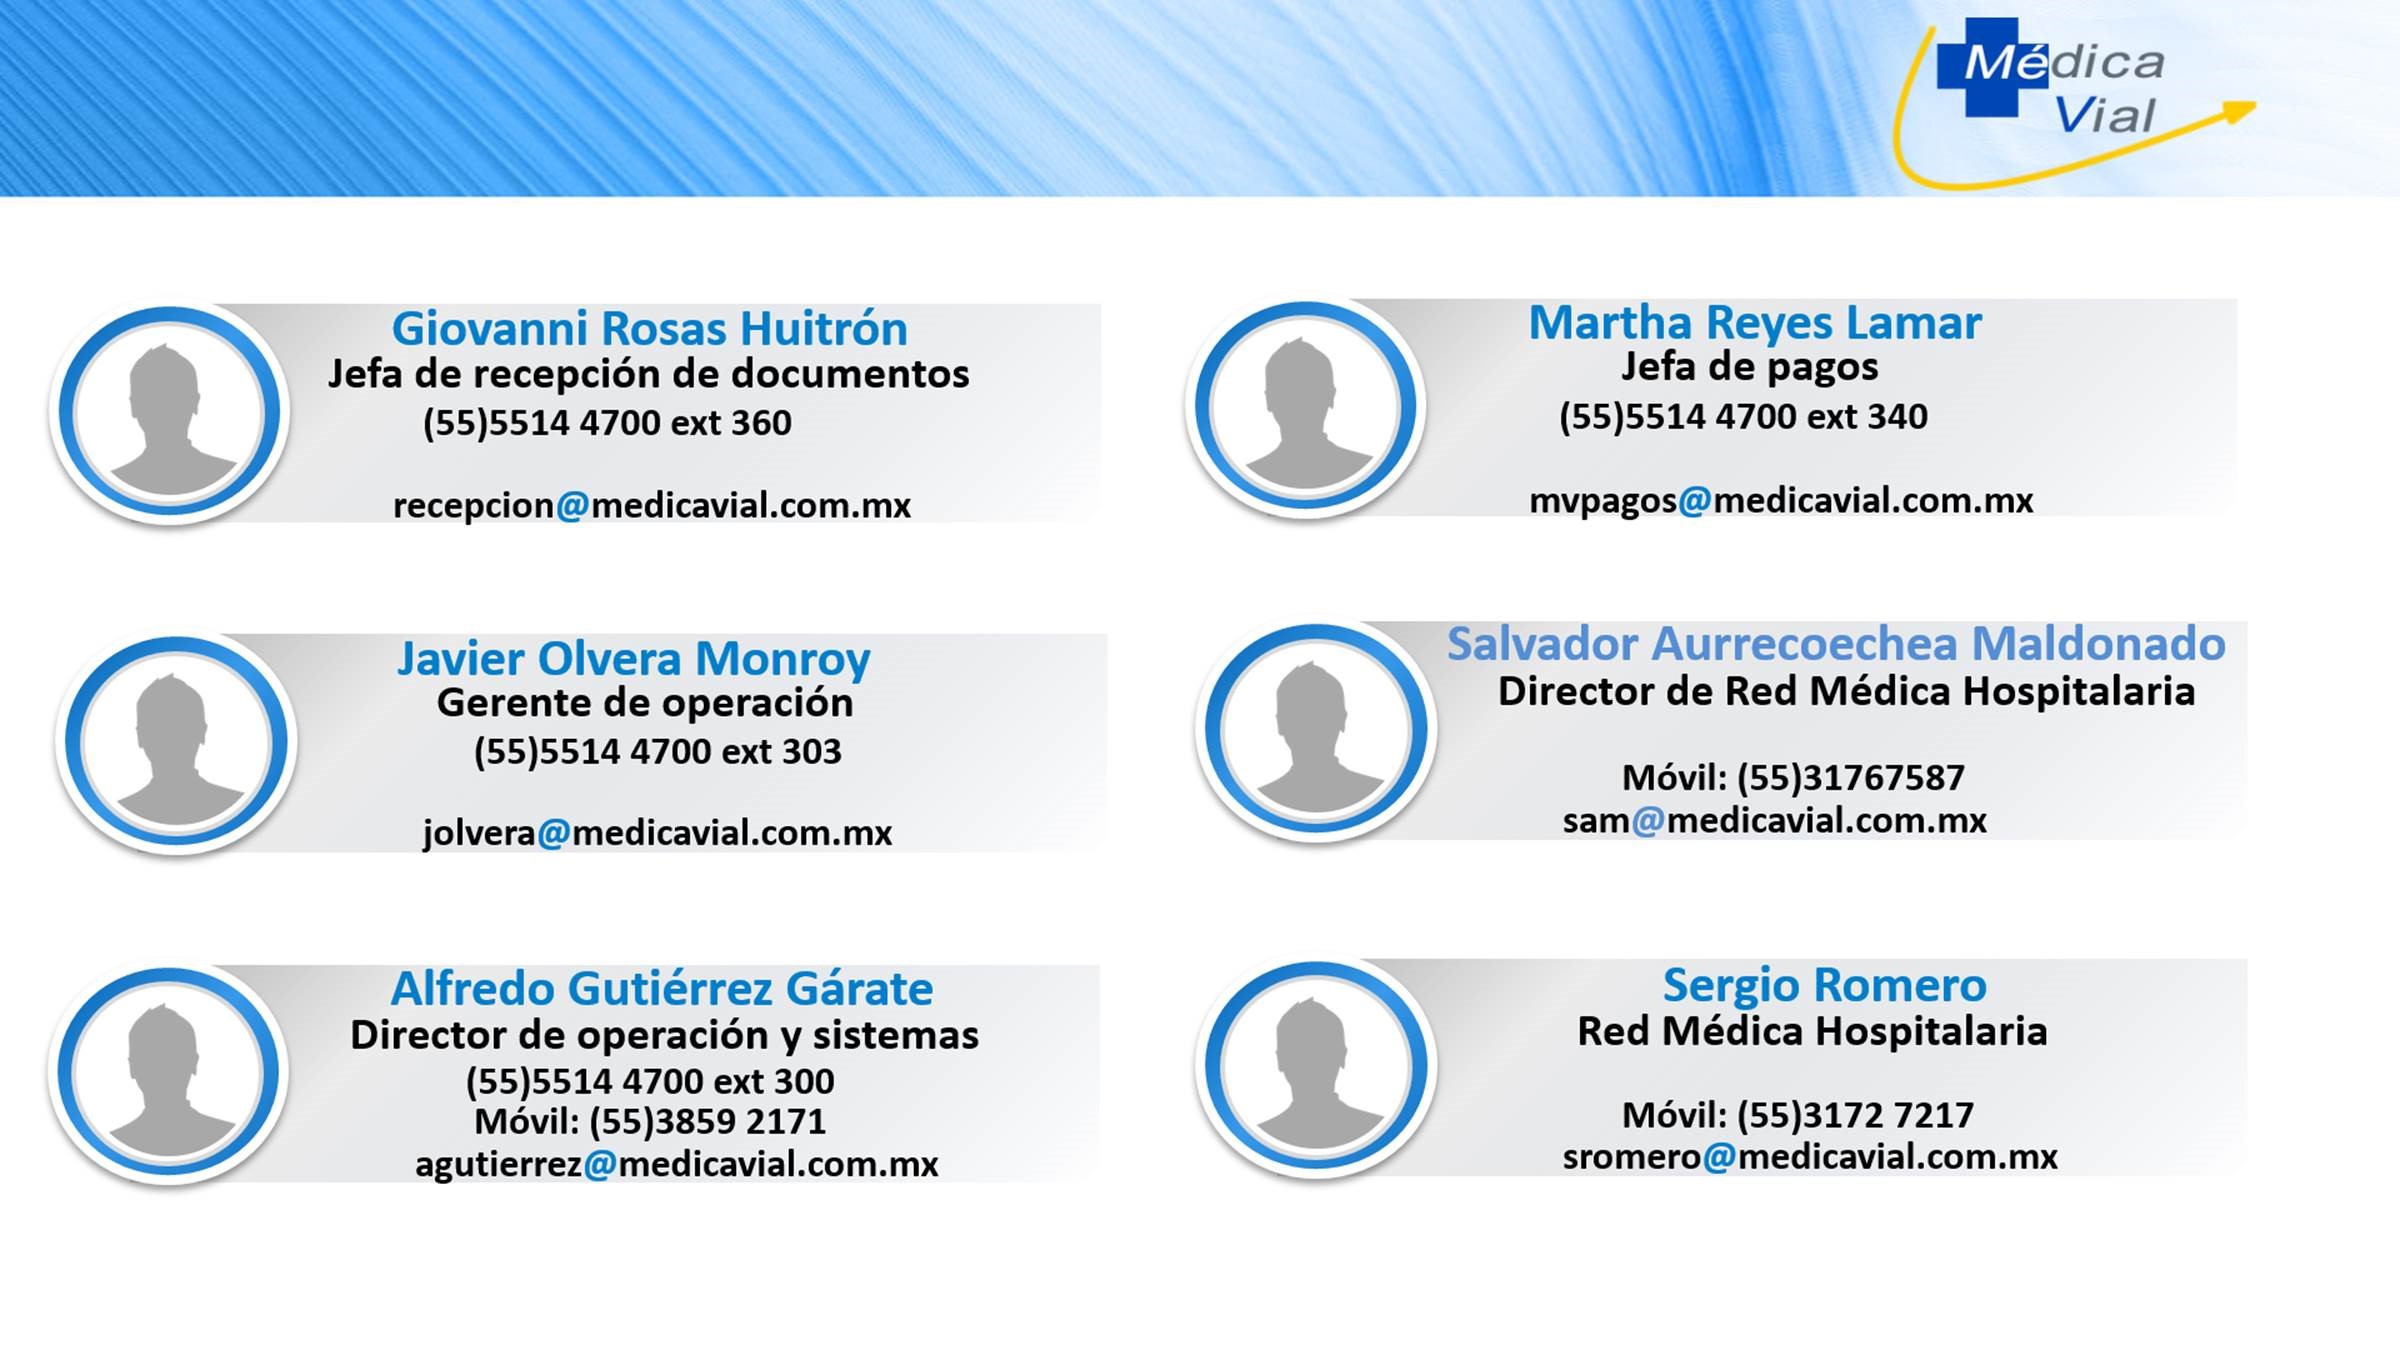 Médica
Vial
Giovanni Rosas Huitrón
Jefa de recepción de documentos
(55)5514 4700 ext 360
recepcion@medicavial.com.mx
Martha Reyes Lamar
Jefa de pagos
(55)5514 4700 ext 340
mvpagos@medicavial.com.mx
Javier Olvera Monroy
Gerente de operación
(55)5514 4700 ext 303
jolvera@medicavial.com.mx
Salvador Aurrecoechea Maldonado
Director de Red Médica Hospitalaria
Móvil: (55)31767587
sam@medicavial.com.mx
Alfredo Gutiérrez Gárate
Director de operación y sistemas
(55)5514 4700 ext 300
Móvil: (55)3859 2171
agutierrez@medicavial.com.mx
Sergio Romero
Red Médica Hospitalaria
Móvil: (55)3172 7217
sromero@medicavial.com.mx